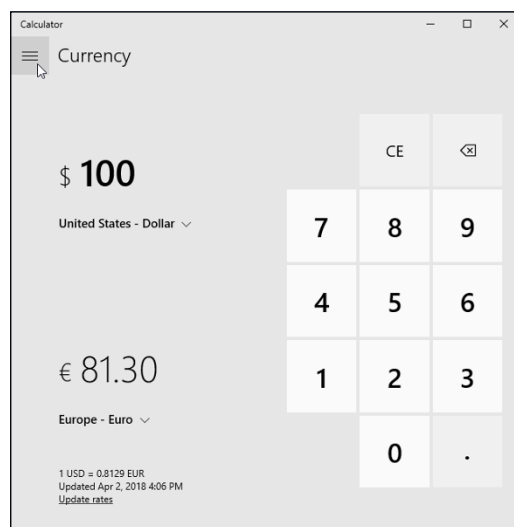 Calculator
Currency
CE
$ 100
United States - Dollar
7 8 9
4 5 6
€ 81.30
1 2 3
Europe - Euro
0 .
1 USD = 0.8129 EUR
Updated Apr 2, 2018 4:06 PM
Update rates